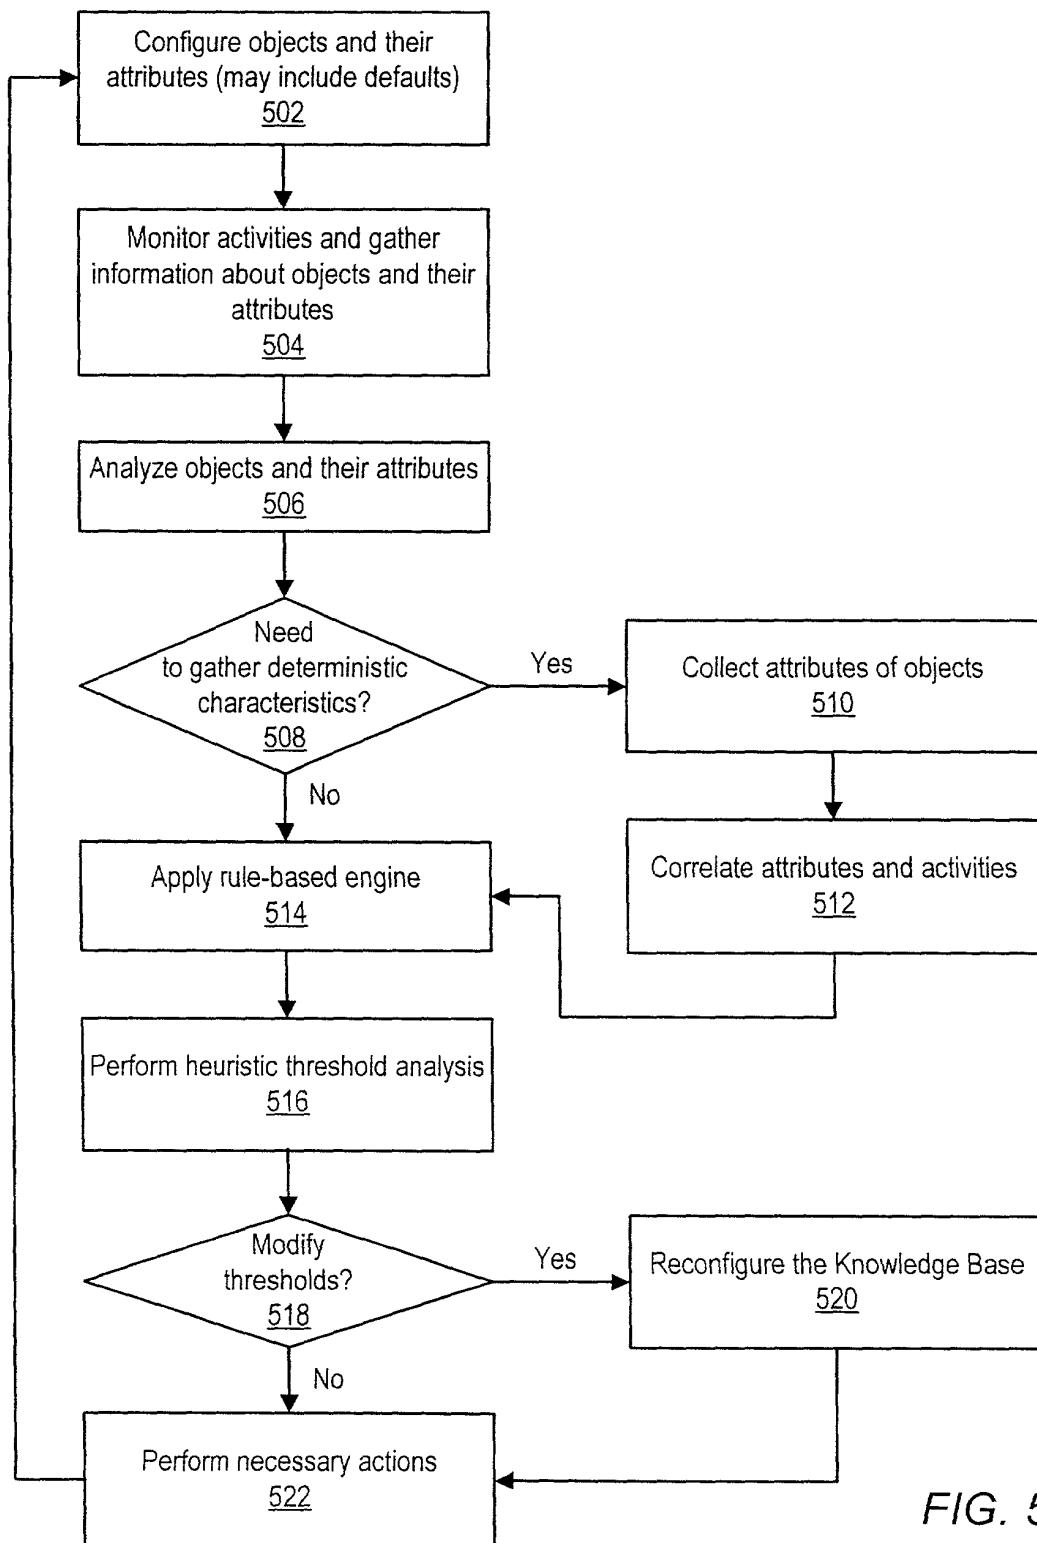 Configure objects and their
attributes (may include defaults)
502
Monitor activities and gather
information about objects and their
attributes
504
Analyze objects and their attributes
506
Need
to gather deterministic
characteristics?
508
Yes
Collect attributes of objects
510
No
Correlate attributes and activities
512
Apply rule-based engine
514
Perform heuristic threshold analysis
516
Modify
thresholds?
518
Yes
Reconfigure the Knowledge Base
520
No
Perform necessary actions
522
FIG. 5